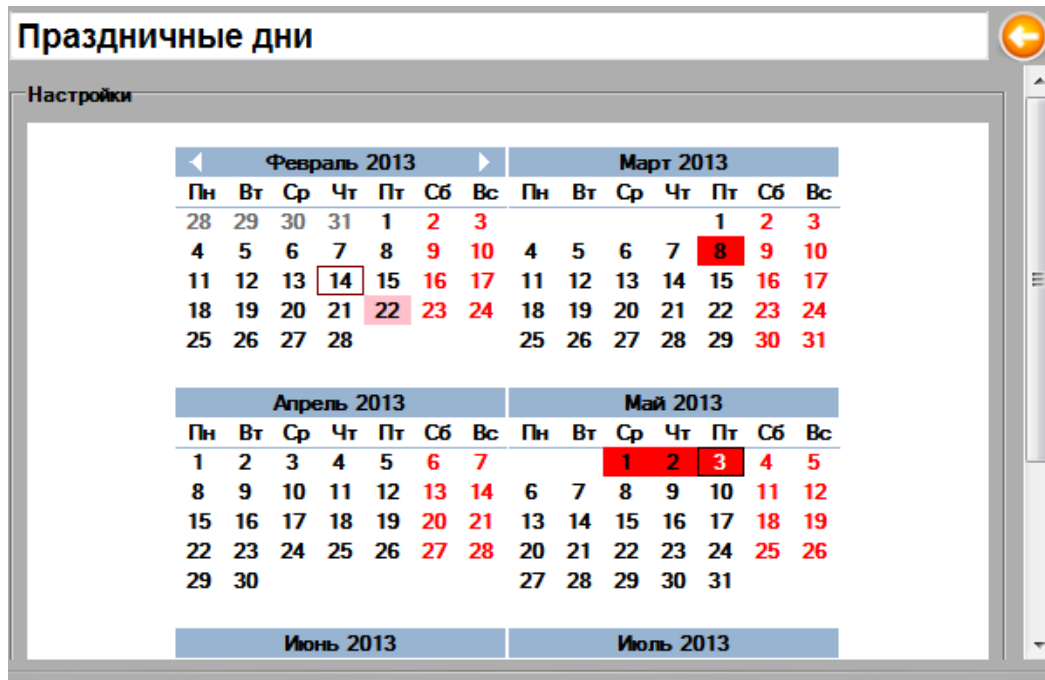 Праздничные дни
Настройки
Февраль 2013 Март 2013
Пн Вт Ср Чт Пт Сб Вс Пн Вт Ср Чт Пт Сб Вс
28 29 30 31 1 2 3 1 2 3
4 5 6 7 8 9 10 4 5 6 7 8 9 10
11 12 13 14 15 16 17 11 12 13 14 15 16 17
18 19 20 21 22 23 24 18 19 20 21 22 23 24
25 26 27 28 25 26 27 28 29 30 31
Апрель 2013 Май 2013
Пн Вт Ср Чт Пт Сб Вс Пн Вт Ср Чт Пт Сб Вс
1 2 3 4 5 6 7 1 2 3 4 5
8 9 10 11 12 13 14 6 7 8 9 10 11 12
15 16 17 18 19 20 21 13 14 15 16 17 18 19
22 23 24 25 26 27 28 20 21 22 23 24 25 26
29 30 27 28 29 30 31
Июнь 2013 Июль 2013